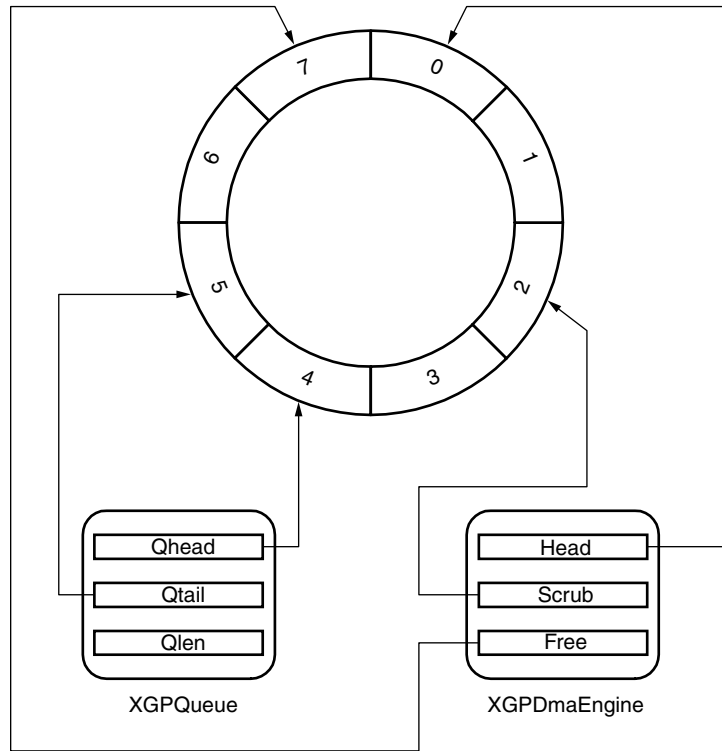 7
0
6
1
5
2
4
3
Qhead
Head
Qtail
Scrub
Qlen
Free
XGPQueue
XGPDmaEngine